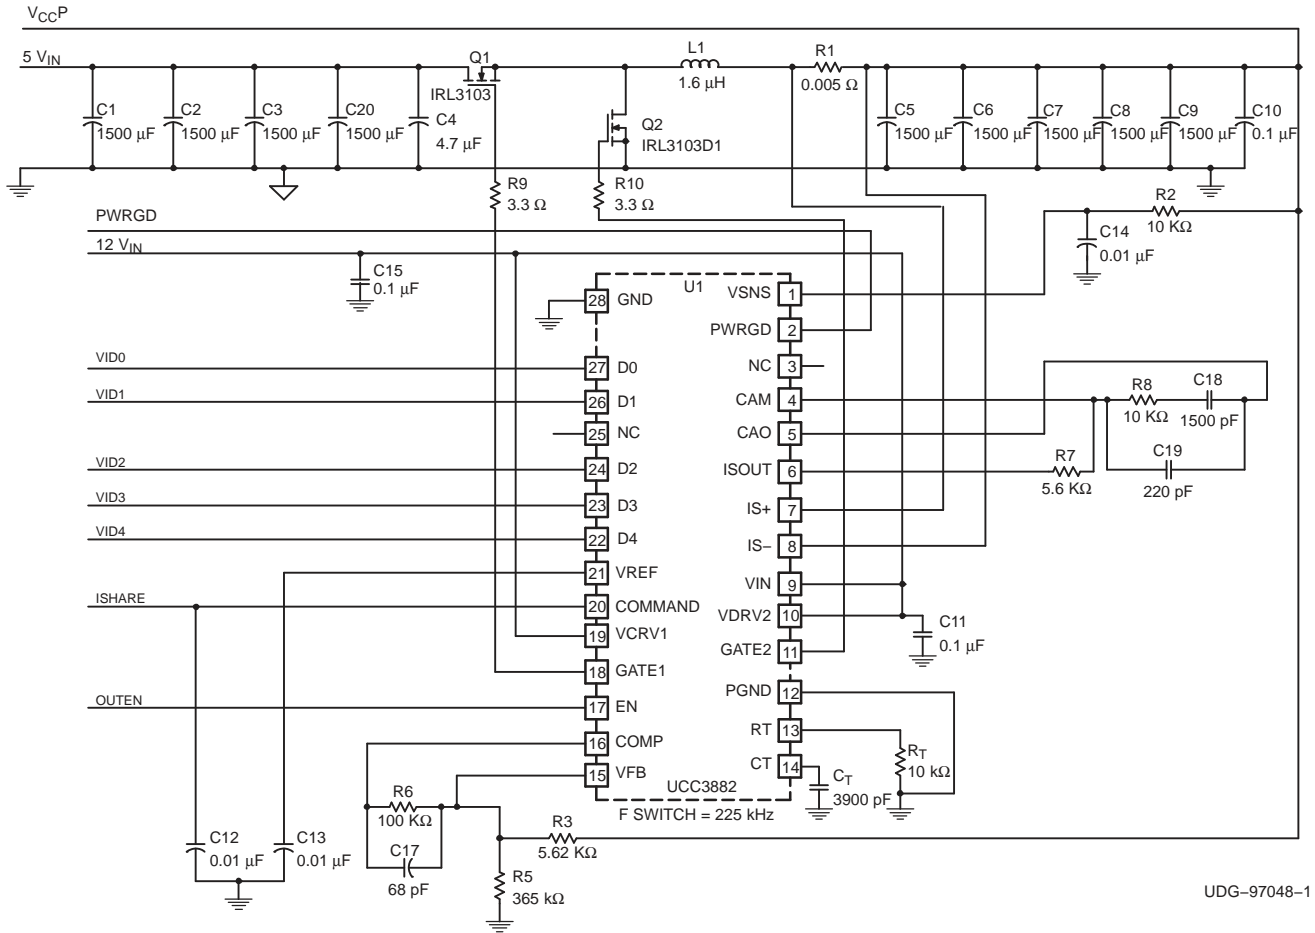 VCCP
5 VIN
Q1
IRL3103
L1
1.6 μH
R1
0.005 Ω
C1
1500 μF
C2
1500 μF
C3
1500 μF
C20
1500 μF
C4
4.7 μF
Q2
IRL3103D1
C5
1500 μF
C6
1500 μF
C7
1500 μF
C8
1500 μF
C9
1500 μF
C10
0.1 μF
R9
3.3 Ω
R10
3.3 Ω
R2
10 KΩ
C14
0.01 μF
PWRGD
12 VIN
C15
0.1 μF
U1
28 GND
VSNS 1
PWRGD 2
VID0
27 D0
NC 3
VID1
26 D1
CAM 4
25 NC
CAO 5
VID2
24 D2
ISOUT 6
VID3
23 D3
IS+ 7
VID4
22 D4
IS– 8
21 VREF
VIN 9
ISHARE
20 COMMAND
VDRV2 10
19 VCRV1
GATE2 11
18 GATE1
PGND 12
OUTEN
17 EN
RT 13
16 COMP
CT 14
15 VFB
UCC3882
F SWITCH = 225 kHz
R8
10 KΩ
C18
1500 pF
C19
220 pF
R7
5.6 KΩ
C11
0.1 μF
RT
10 kΩ
CT
3900 pF
R6
100 KΩ
C17
68 pF
R3
5.62 KΩ
R5
365 kΩ
C12
0.01 μF
C13
0.01 μF
UDG–97048–1